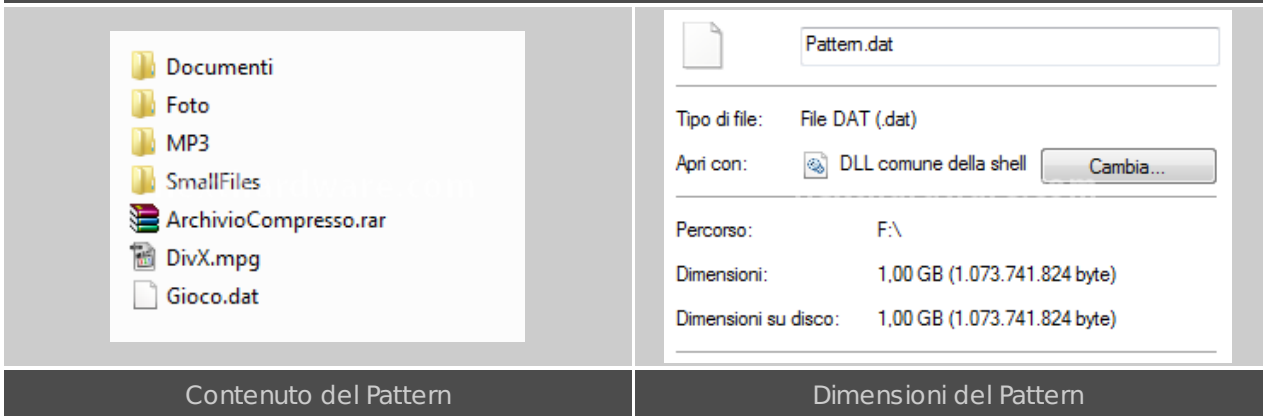 Documenti
Foto
MP3
SmallFiles
ArchivioCompresso.rar
DivX.mpg
Gioco.dat
Contenuto del Pattern
Pattern.dat
Tipo di file: File DAT (.dat)
Apri con: DLL comune della shell Cambia...
Percorso: F:\
Dimensioni: 1,00 GB (1.073.741.824 byte)
Dimensioni su disco: 1,00 GB (1.073.741.824 byte)
Dimensioni del Pattern